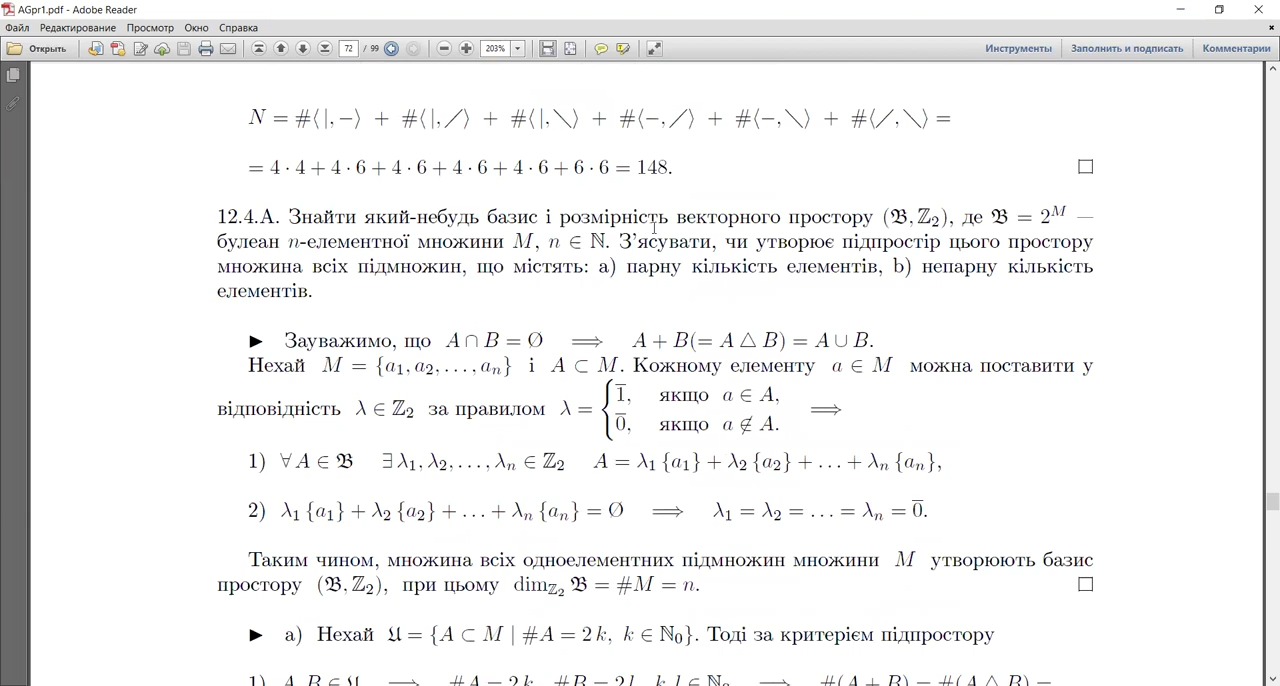 AGpr1.pdf - Adobe Reader
Файл Редактирование Просмотр Окно Справка
Открыть 72 / 99 203% Инструменты Заполнить и подписать Комментарии
N = #⟨|,−⟩ + #⟨|,╱⟩ + #⟨|,╲⟩ + #⟨−,╱⟩ + #⟨−,╲⟩ + #⟨╱,╲⟩ =
= 4 · 4 + 4 · 6 + 4 · 6 + 4 · 6 + 4 · 6 + 6 · 6 = 148. □
12.4.A. Знайти який-небудь базис і розмірність векторного простору (𝔅, ℤ₂), де 𝔅 = 2ᴹ —
булеан n-елементної множини M, n ∈ ℕ. З'ясувати, чи утворює підпростір цього простору
множина всіх підмножин, що містять: a) парну кількість елементів, b) непарну кількість
елементів.
► Зауважимо, що A ∩ B = Ø ⟹ A + B(= A △ B) = A ∪ B.
Нехай M = {a₁, a₂, . . . , aₙ} і A ⊂ M. Кожному елементу a ∈ M можна поставити у
відповідність λ ∈ ℤ₂ за правилом λ = { 1̅, якщо a ∈ A, ⟹
0̅, якщо a ∉ A.
1) ∀ A ∈ 𝔅 ∃ λ₁, λ₂, . . . , λₙ ∈ ℤ₂ A = λ₁ {a₁} + λ₂ {a₂} + . . . + λₙ {aₙ},
2) λ₁ {a₁} + λ₂ {a₂} + . . . + λₙ {aₙ} = Ø ⟹ λ₁ = λ₂ = . . . = λₙ = 0̅.
Таким чином, множина всіх одноелементних підмножин множини M утворюють базис
простору (𝔅, ℤ₂), при цьому dim_ℤ₂ 𝔅 = #M = n. □
► a) Нехай 𝔘 = {A ⊂ M | #A = 2 k, k ∈ ℕ₀}. Тоді за критерієм підпростору
1) A, B ∈ 𝔘 ⟹ #A = 2 k, #B = 2 l, k, l ∈ ℕ₀ ⟹ #(A + B) = #(A △ B) =